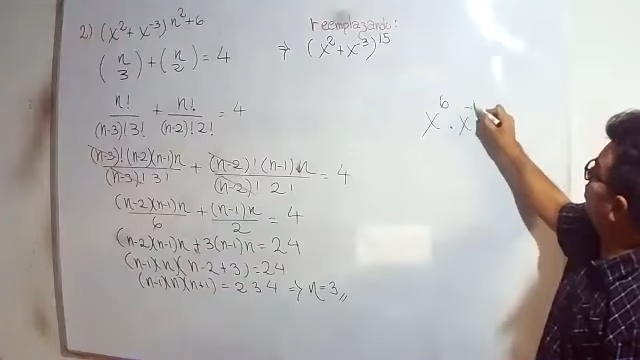 2) (x² + x⁻³)ⁿ²⁺⁶
(n 3) + (n 2) = 4
n!/(n-3)!3! + n!/(n-2)!2! = 4
(n-3)!(n-2)(n-1)n/(n-3)!3! + (n-2)!(n-1)n/(n-2)!2! = 4
(n-2)(n-1)n/6 + (n-1)n/2 = 4
(n-2)(n-1)n + 3(n-1)n = 24
(n-1)(n)(n-2+3) = 24
(n-1)(n)(n+1) = 2 3 4 ⇒ n = 3 //
reemplazando:
⇒ (x² + x⁻³)¹⁵
x⁶ · x⁻